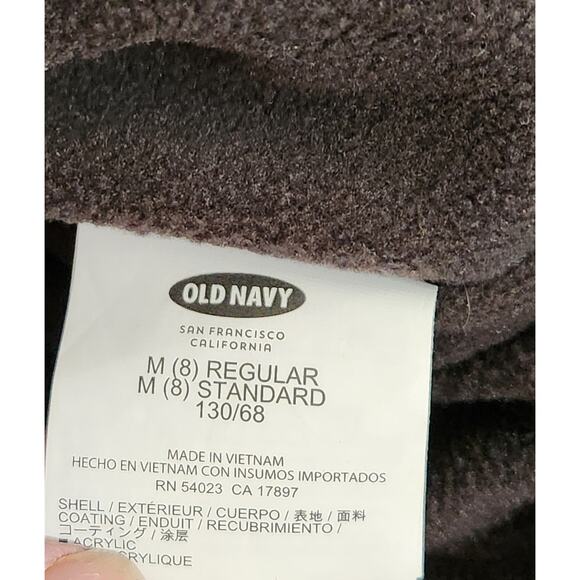 OLD NAVY
SAN FRANCISCO
CALIFORNIA
M (8) REGULAR
M (8) STANDARD
130/68
MADE IN VIETNAM
HECHO EN VIETNAM CON INSUMOS IMPORTADOS
RN 54023 CA 17897
SHELL / EXTÉRIEUR / CUERPO / 表地 / 面料
COATING / ENDUIT / RECUBRIMIENTO /
コーティング / 涂层
ACRYLIC